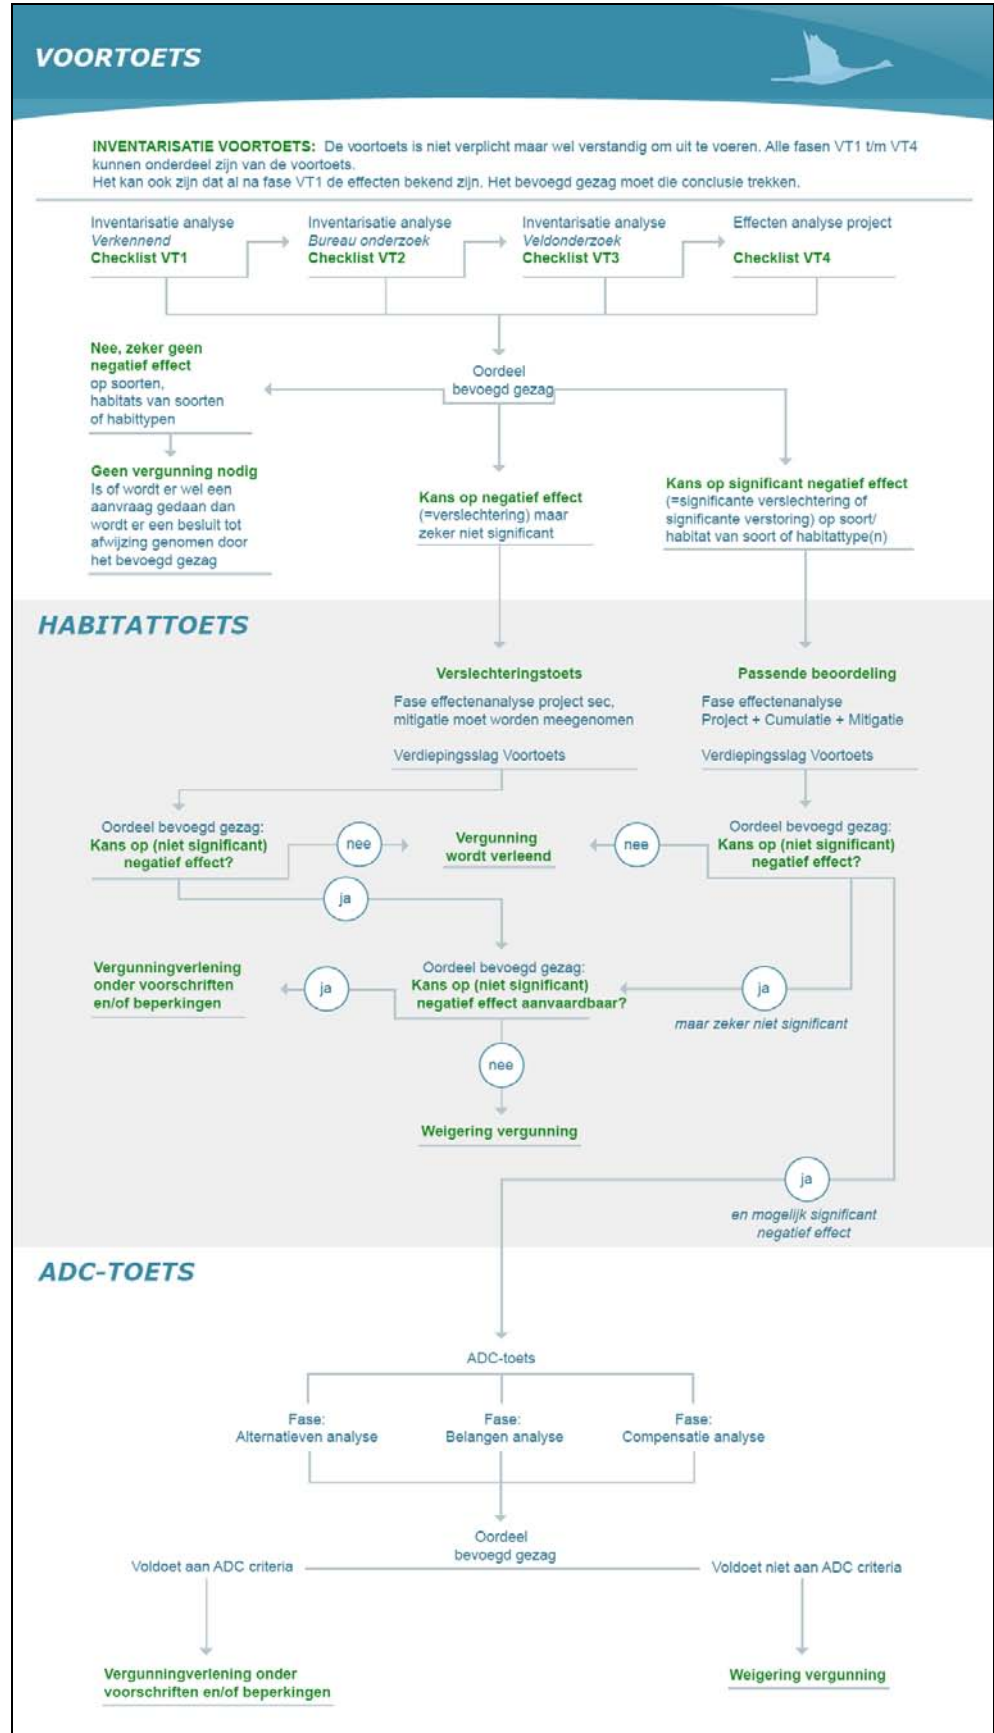 VOORTOETS
INVENTARISATIE VOORTOETS: De voortoets is niet verplicht maar wel verstandig om uit te voeren. Alle fasen VT1 t/m VT4
kunnen onderdeel zijn van de voortoets.
Het kan ook zijn dat al na fase VT1 de effecten bekend zijn. Het bevoegd gezag moet die conclusie trekken.
Inventarisatie analyse
Verkennend
Checklist VT1
Inventarisatie analyse
Bureau onderzoek
Checklist VT2
Inventarisatie analyse
Veldonderzoek
Checklist VT3
Effecten analyse project
Checklist VT4
Nee, zeker geen
negatief effect
op soorten,
habitats van soorten
of habittypen
Oordeel
bevoegd gezag
Geen vergunning nodig
Is of wordt er wel een
aanvraag gedaan dan
wordt er een besluit tot
afwijzing genomen door
het bevoegd gezag
Kans op negatief effect
(=verslechtering) maar
zeker niet significant
Kans op significant negatief effect
(=significante verslechtering of
significante verstoring) op soort/
habitat van soort of habitattype(n)
HABITATTOETS
Verslechteringstoets
Fase effectenanalyse project sec,
mitigatie moet worden meegenomen
Verdiepingsslag Voortoets
Passende beoordeling
Fase effectenanalyse
Project + Cumulatie + Mitigatie
Verdiepingsslag Voortoets
Oordeel bevoegd gezag:
Kans op (niet significant)
negatief effect?
nee
Vergunning
wordt verleend
nee
Oordeel bevoegd gezag:
Kans op (niet significant)
negatief effect?
ja
Vergunningverlening
onder voorschriften
en/of beperkingen
ja
Oordeel bevoegd gezag:
Kans op (niet significant)
negatief effect aanvaardbaar?
ja
maar zeker niet significant
nee
Weigering vergunning
ja
en mogelijk significant
negatief effect
ADC-TOETS
ADC-toets
Fase:
Alternatieven analyse
Fase:
Belangen analyse
Fase:
Compensatie analyse
Oordeel
bevoegd gezag
Voldoet aan ADC criteria
Voldoet niet aan ADC criteria
Vergunningverlening onder
voorschriften en/of beperkingen
Weigering vergunning